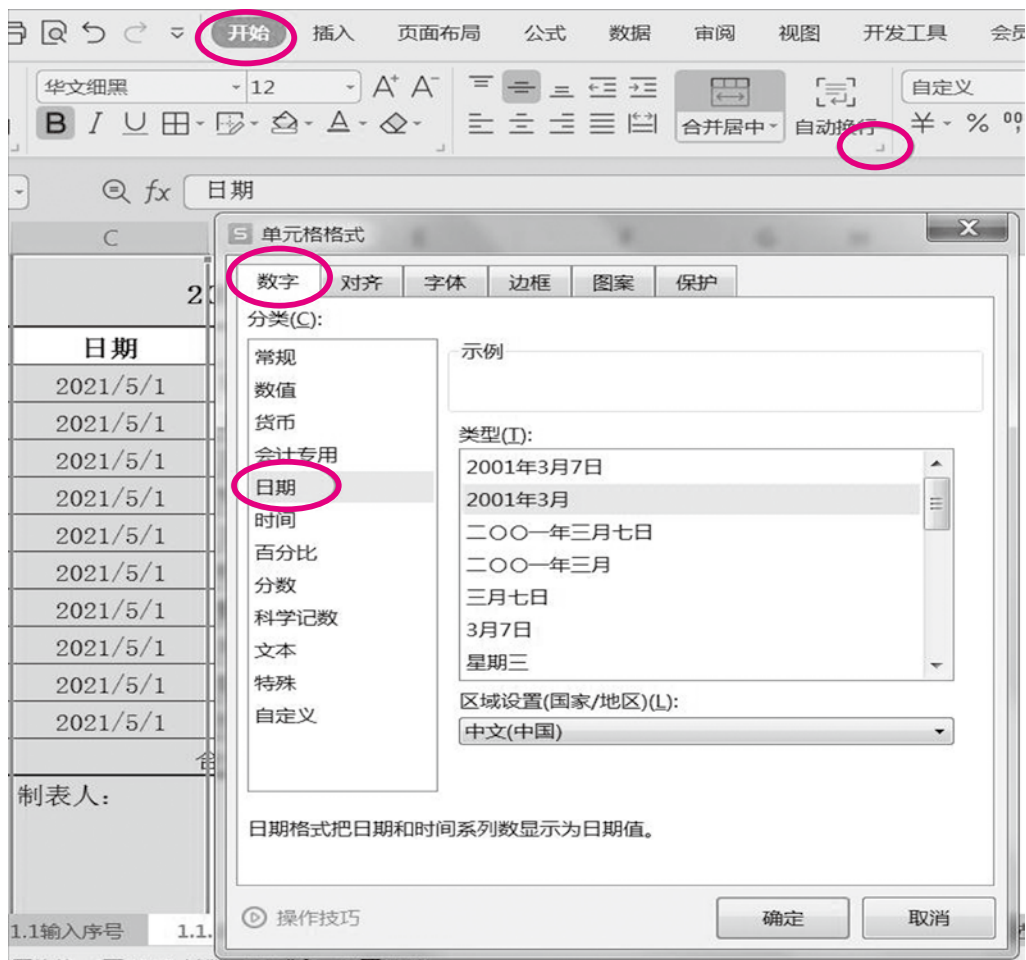 开始 插入 页面布局 公式 数据 审阅 视图 开发工具 会员
华文细黑 12 A+ A- 自定义
B I U A 合并居中 自动换行 ¥ % 00
fx 日期
C
单元格格式
数字 对齐 字体 边框 图案 保护
分类(C):
常规
数值
货币
会计专用
日期
时间
百分比
分数
科学记数
文本
特殊
自定义
示例
类型(T):
2001年3月7日
2001年3月
二〇〇一年三月七日
二〇〇一年三月
三月七日
3月7日
星期三
区域设置(国家/地区)(L):
中文(中国)
日期格式把日期和时间系列数显示为日期值。
操作技巧 确定 取消
日期
2021/5/1
2021/5/1
2021/5/1
2021/5/1
2021/5/1
2021/5/1
2021/5/1
2021/5/1
2021/5/1
2021/5/1
制表人：
1.1输入序号 1.1.